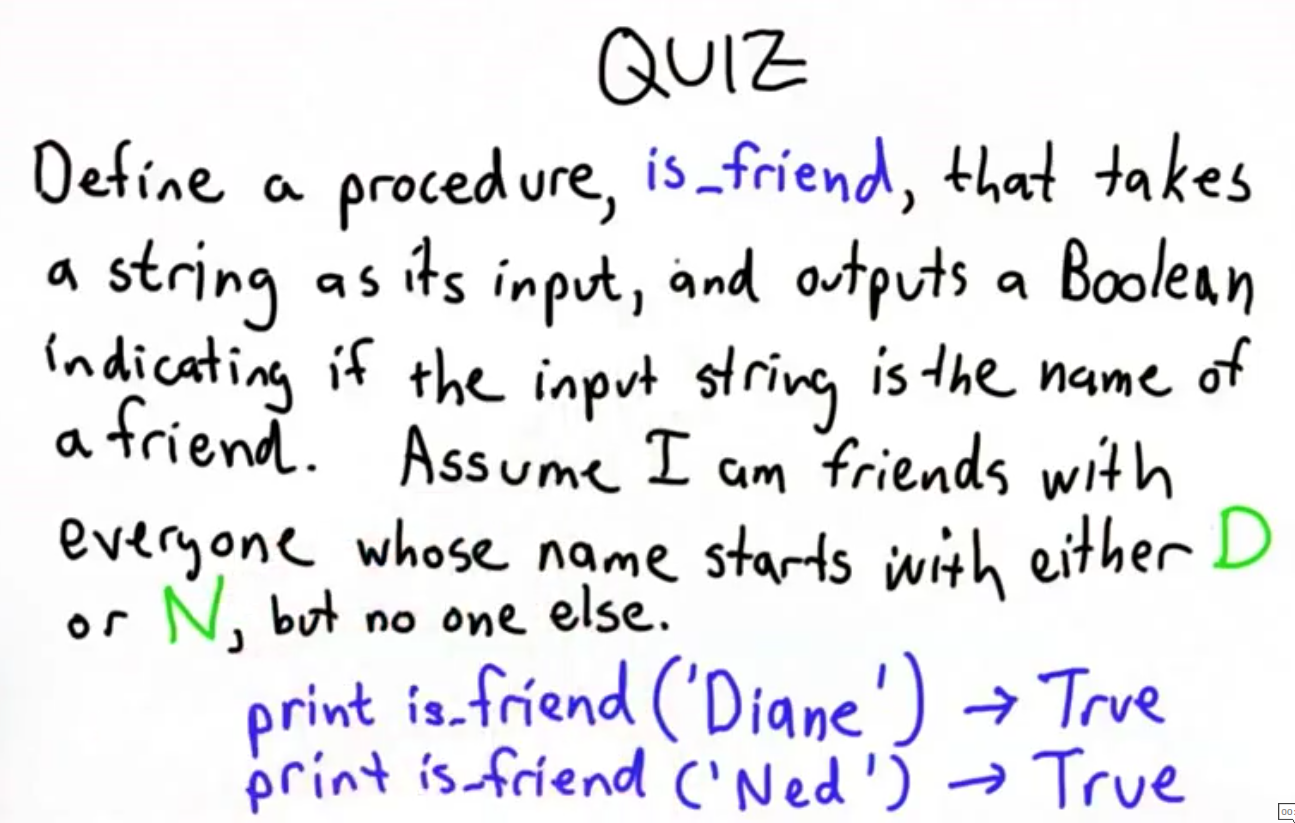 QUIZ
Define a procedure, is_friend, that takes
a string as its input, and outputs a Boolean
indicating if the input string is the name of
a friend. Assume I am friends with
everyone whose name starts with either D
or N, but no one else.
print is_friend ('Diane') → True
print is_friend ('Ned') → True
00: